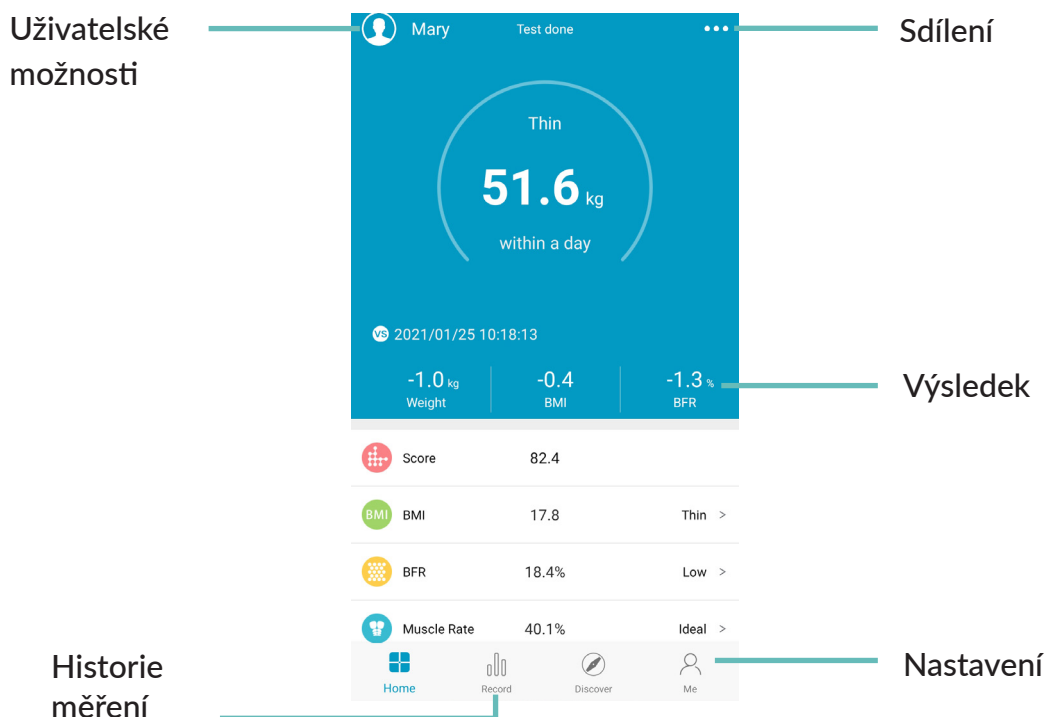 Uživatelské
možnosti
Mary
Test done
Sdílení
Thin
51.6 kg
within a day
vs 2021/01/25 10:18:13
-1.0 kg
Weight
-0.4
BMI
-1.3 %
BFR
Výsledek
Score 82.4
BMI BMI 17.8 Thin >
BFR 18.4% Low >
Muscle Rate 40.1% Ideal >
Home
Record
Discover
Me
Nastavení
Historie
měření